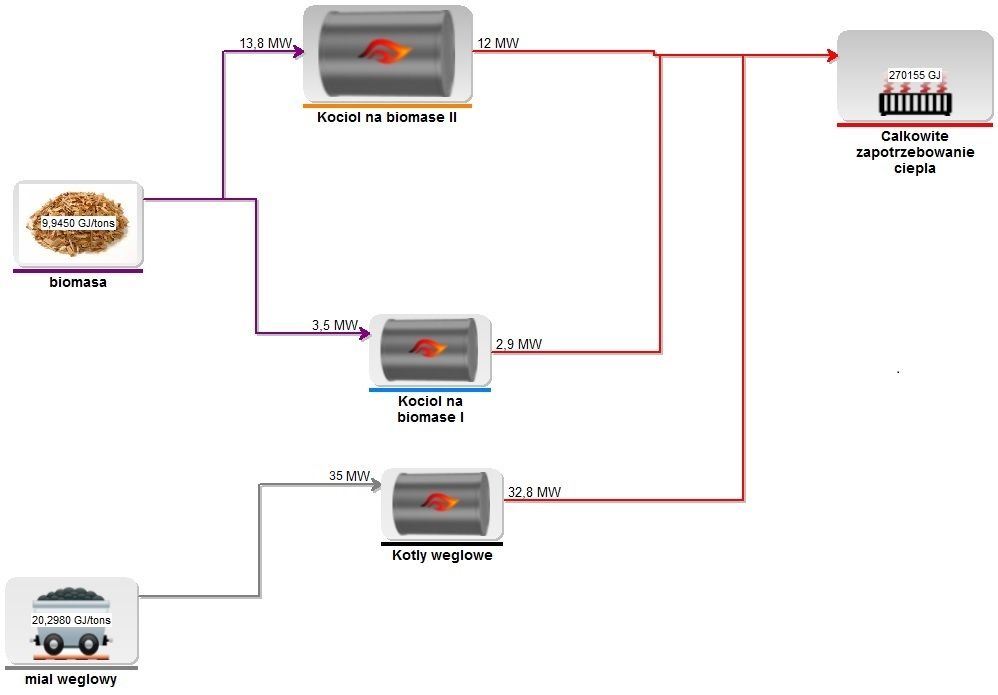 13,8 MW
12 MW
270155 GJ
Kociol na biomase II
Calkowite
zapotrzebowanie
ciepla
9,9450 GJ/tons
biomasa
3,5 MW
2,9 MW
Kociol na
biomase I
35 MW
32,8 MW
Kotly weglowe
20,2980 GJ/tons
mial weglowy